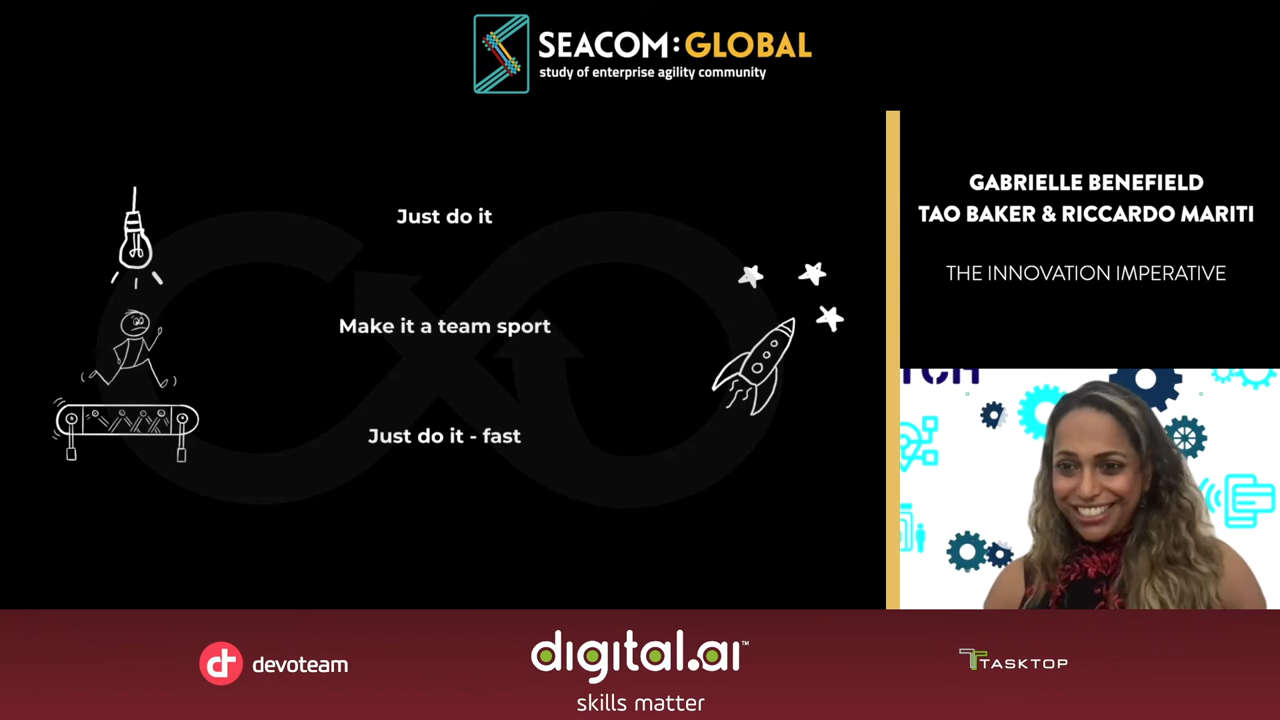 SEACOM:GLOBAL
study of enterprise agility community
Just do it
Make it a team sport
Just do it - fast
GABRIELLE BENEFIELD
TAO BAKER & RICCARDO MARITI
THE INNOVATION IMPERATIVE
devoteam
digital.ai™
skills matter
TASKTOP